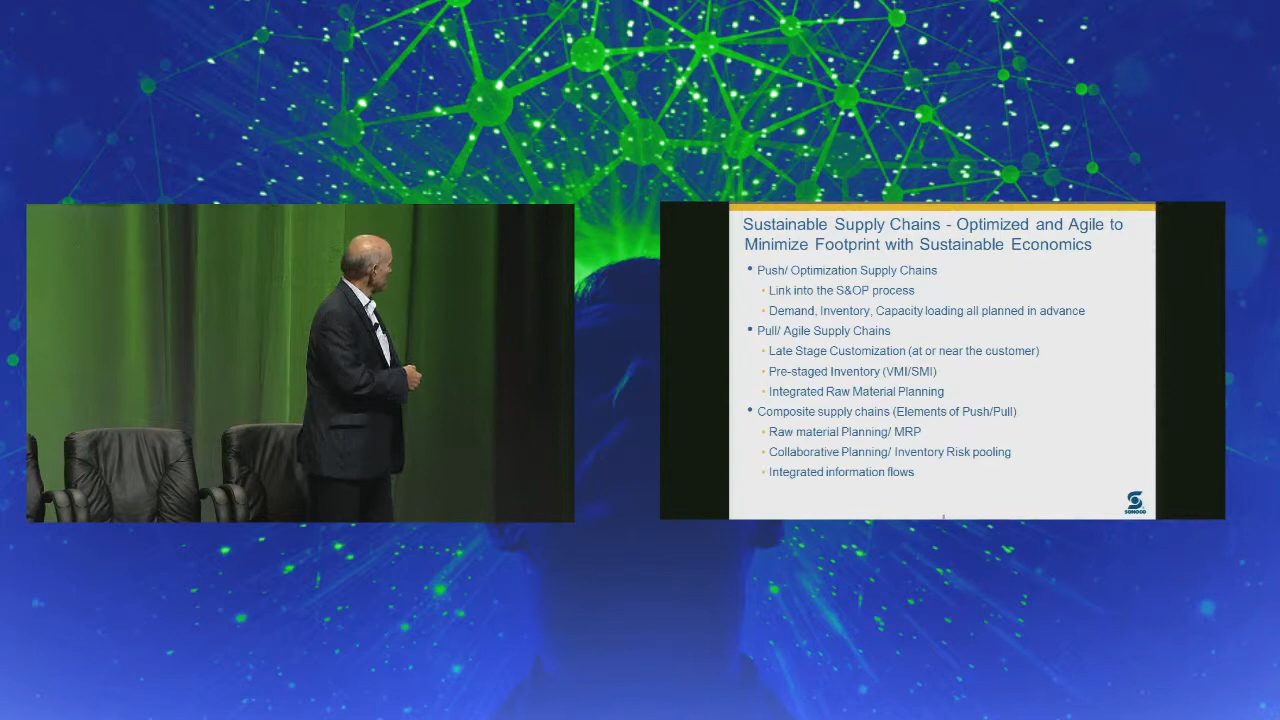 Sustainable Supply Chains - Optimized and Agile to
Minimize Footprint with Sustainable Economics
• Push/ Optimization Supply Chains
• Link into the S&OP process
• Demand, Inventory, Capacity loading all planned in advance
• Pull/ Agile Supply Chains
• Late Stage Customization (at or near the customer)
• Pre-staged Inventory (VMI/SMI)
• Integrated Raw Material Planning
• Composite supply chains (Elements of Push/Pull)
• Raw material Planning/ MRP
• Collaborative Planning/ Inventory Risk pooling
• Integrated information flows
SONOCO